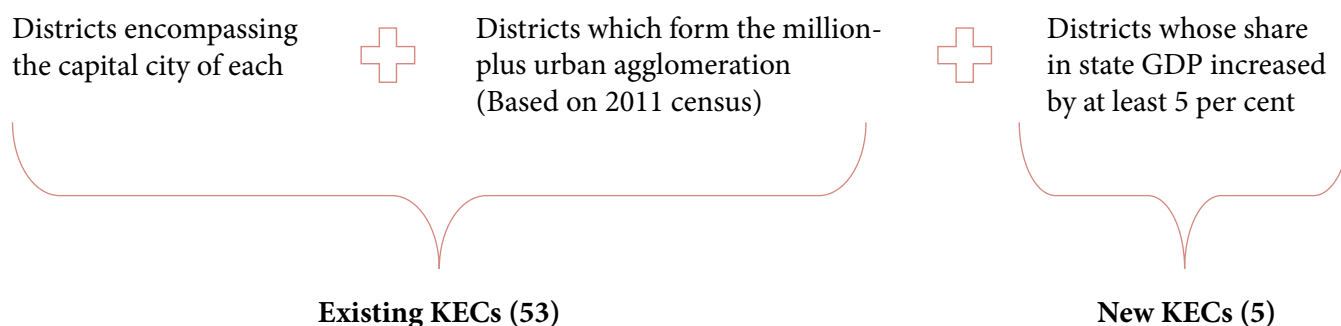 Districts encompassing
the capital city of each
Districts which form the million-
plus urban agglomeration
(Based on 2011 census)
Districts whose share
in state GDP increased
by at least 5 per cent
Existing KECs (53)
New KECs (5)